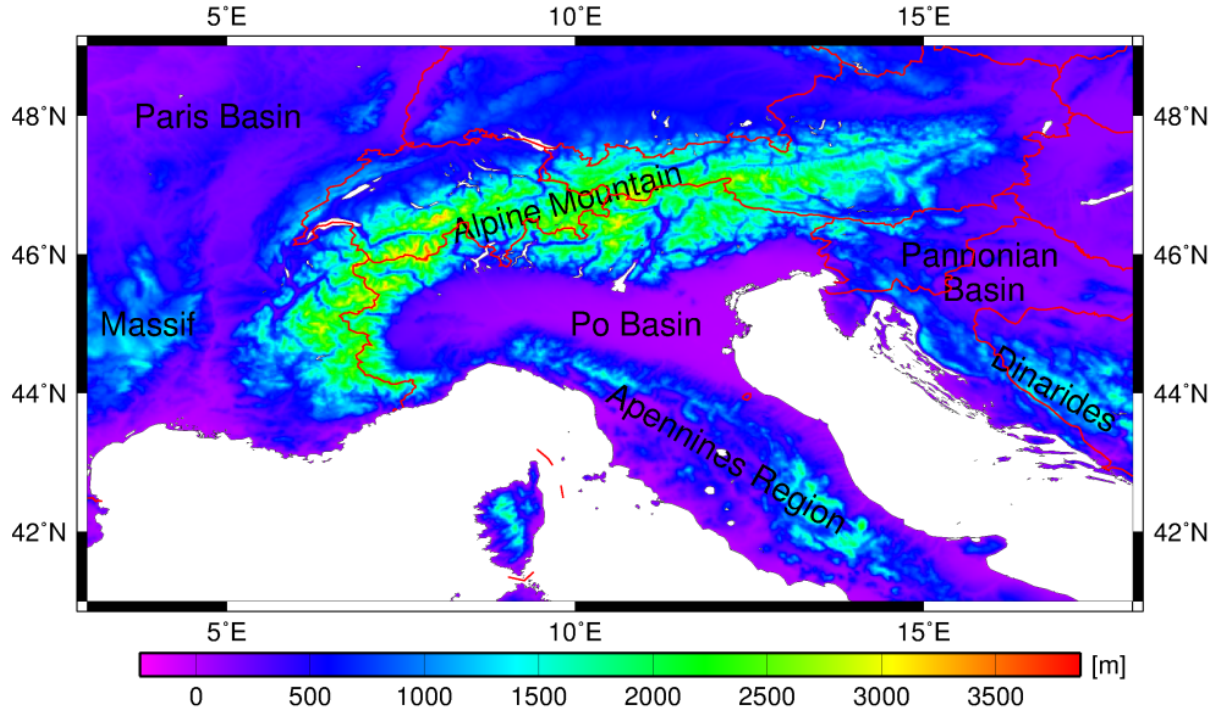 5˚E 10˚E 15˚E
48˚N 48˚N
Paris Basin
Alpine Mountain
46˚N 46˚N
Pannonian
Basin
Massif
Po Basin
44˚N 44˚N
Dinarides
Apennines Region
42˚N 42˚N
5˚E 10˚E 15˚E
[m]
0 500 1000 1500 2000 2500 3000 3500